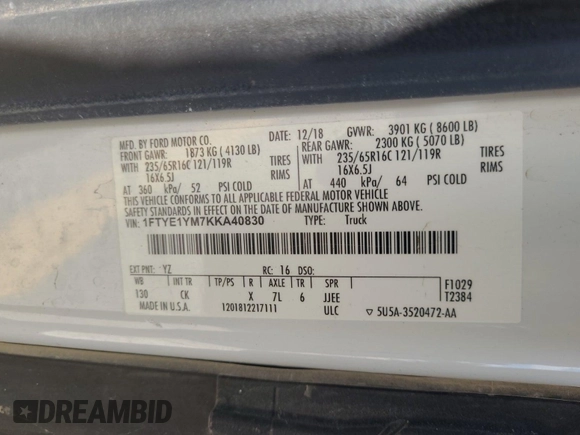 MFD. BY FORD MOTOR CO. 12/18 GVWR: 3901 KG ( 8600 LB)
FRONT GAWR: 1873 KG ( 4130 LB) REAR GAWR: 2300 KG ( 5070 LB)
WITH 235/65R16C 121/119R TIRES WITH 235/65R16C 121/119R TIRES
16X6.5J RIMS 16X6.5J RIMS
AT 360 kPa/ 52 PSI COLD AT 440 kPa/ 64 PSI COLD
THIS VEHICLE CONFORMS TO ALL APPLICABLE FEDERAL MOTOR VEHICLE
SAFETY STANDARDS IN EFFECT ON THE DATE OF MANUFACTURE SHOWN ABOVE.
VIN: 1FTYE1YM7KKA40830 TYPE: Truck
EXT PNT: YZ RC: 16 DSO: F1029
WB INT TR TP/PS R AXLE TR SPR T2384
130 CK X 7L 6 JJEE
MADE IN U.S.A. 1201812217111 ULC ▽ 5U5A-3520472-AA
DREAMBID